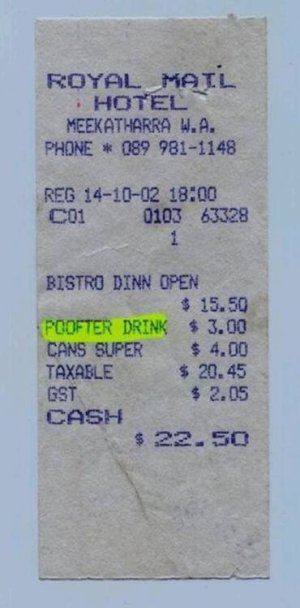 ROYAL MAIL
HOTEL
MEEKATHARRA W.A.
PHONE * 089 981-1148
REG 14-10-02 18:00
C01 0103 63328
1
BISTRO DINN OPEN
$ 15.50
POOFTER DRINK $ 3.00
CANS SUPER $ 4.00
TAXABLE $ 20.45
GST $ 2.05
CASH
$ 22.50